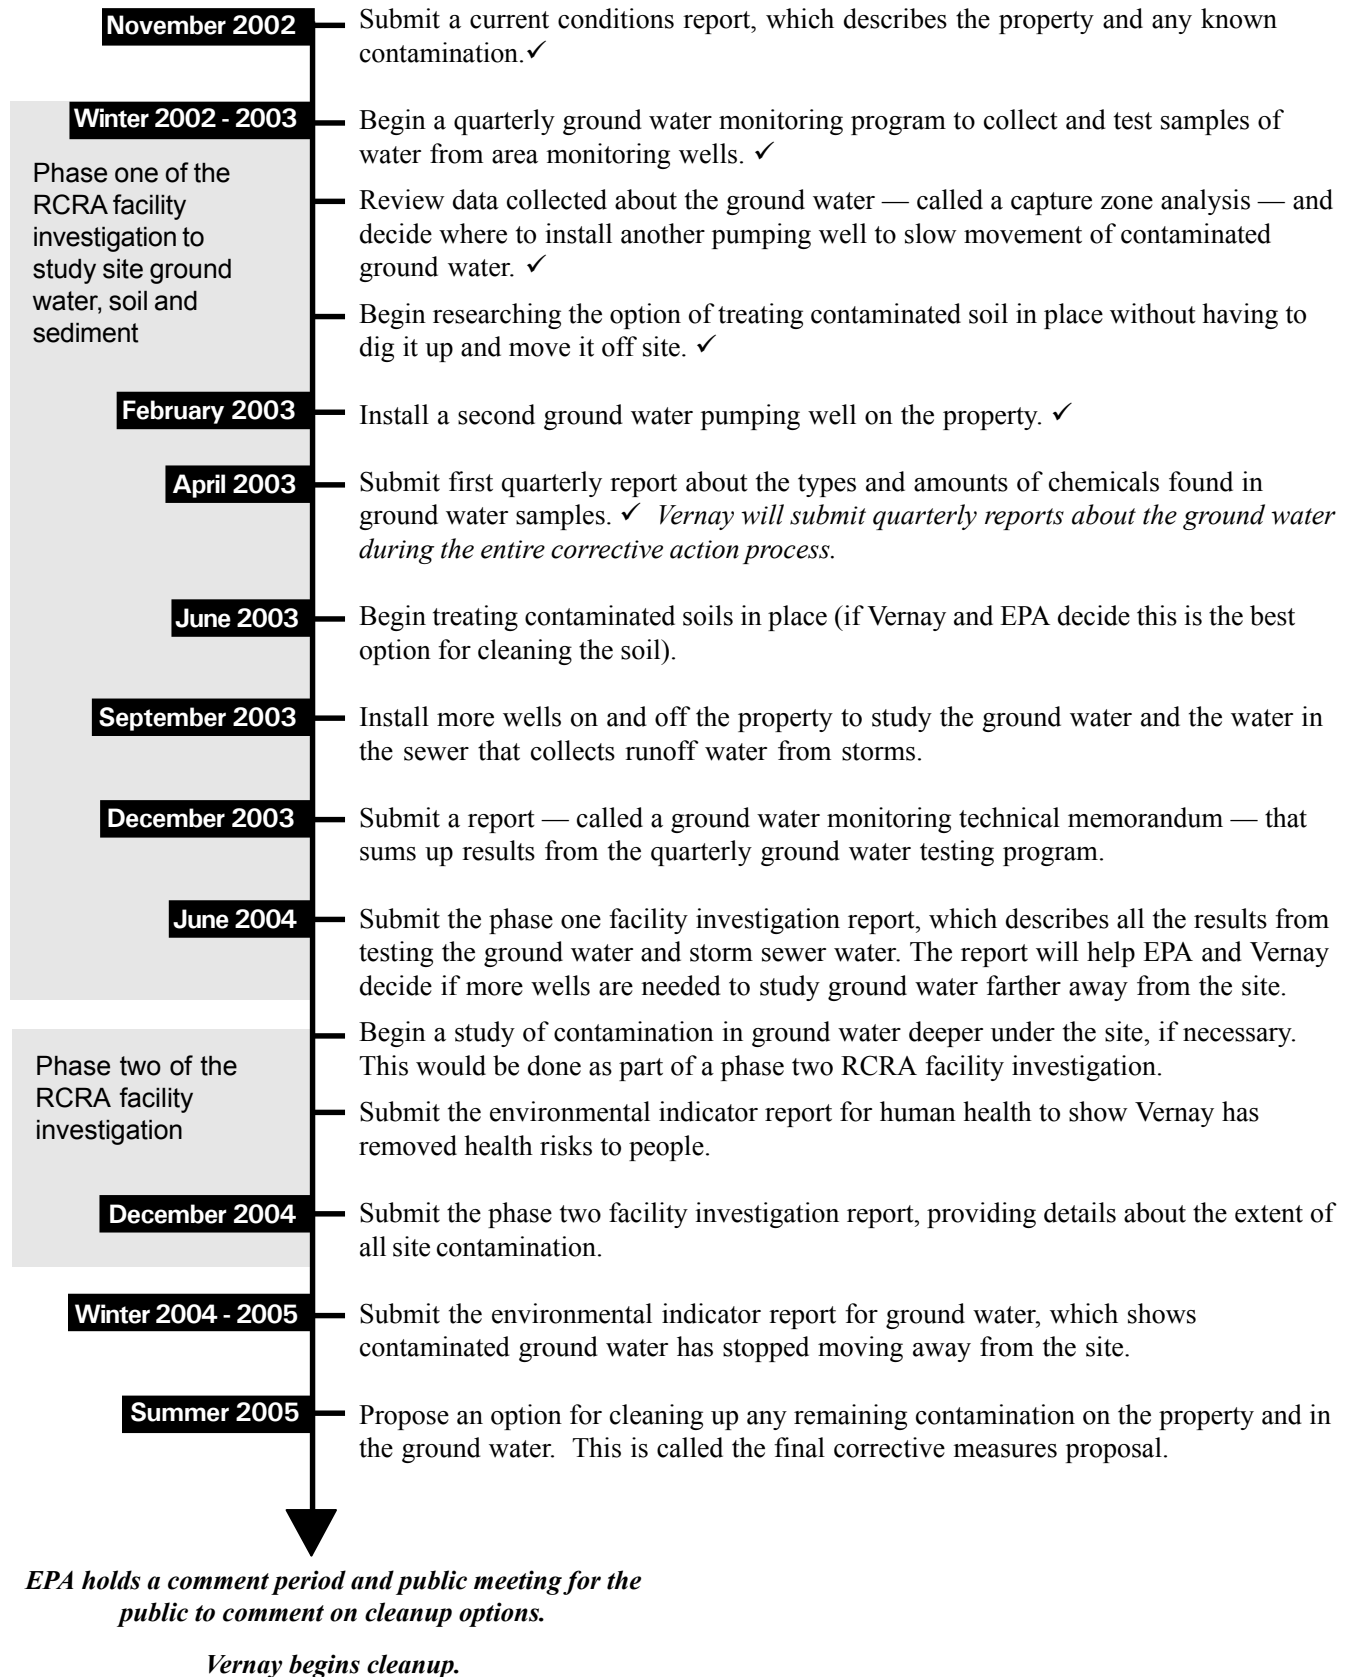 November 2002
Submit a current conditions report, which describes the property and any known
contamination.✓
Winter 2002 - 2003
Begin a quarterly ground water monitoring program to collect and test samples of
water from area monitoring wells. ✓
Phase one of the
RCRA facility
investigation to
study site ground
water, soil and
sediment
Review data collected about the ground water — called a capture zone analysis — and
decide where to install another pumping well to slow movement of contaminated
ground water. ✓
Begin researching the option of treating contaminated soil in place without having to
dig it up and move it off site. ✓
February 2003
Install a second ground water pumping well on the property. ✓
April 2003
Submit first quarterly report about the types and amounts of chemicals found in
ground water samples. ✓ Vernay will submit quarterly reports about the ground water
during the entire corrective action process.
June 2003
Begin treating contaminated soils in place (if Vernay and EPA decide this is the best
option for cleaning the soil).
September 2003
Install more wells on and off the property to study the ground water and the water in
the sewer that collects runoff water from storms.
December 2003
Submit a report — called a ground water monitoring technical memorandum — that
sums up results from the quarterly ground water testing program.
June 2004
Submit the phase one facility investigation report, which describes all the results from
testing the ground water and storm sewer water. The report will help EPA and Vernay
decide if more wells are needed to study ground water farther away from the site.
Phase two of the
RCRA facility
investigation
Begin a study of contamination in ground water deeper under the site, if necessary.
This would be done as part of a phase two RCRA facility investigation.
Submit the environmental indicator report for human health to show Vernay has
removed health risks to people.
December 2004
Submit the phase two facility investigation report, providing details about the extent of
all site contamination.
Winter 2004 - 2005
Submit the environmental indicator report for ground water, which shows
contaminated ground water has stopped moving away from the site.
Summer 2005
Propose an option for cleaning up any remaining contamination on the property and in
the ground water. This is called the final corrective measures proposal.
EPA holds a comment period and public meeting for the
public to comment on cleanup options.
Vernay begins cleanup.